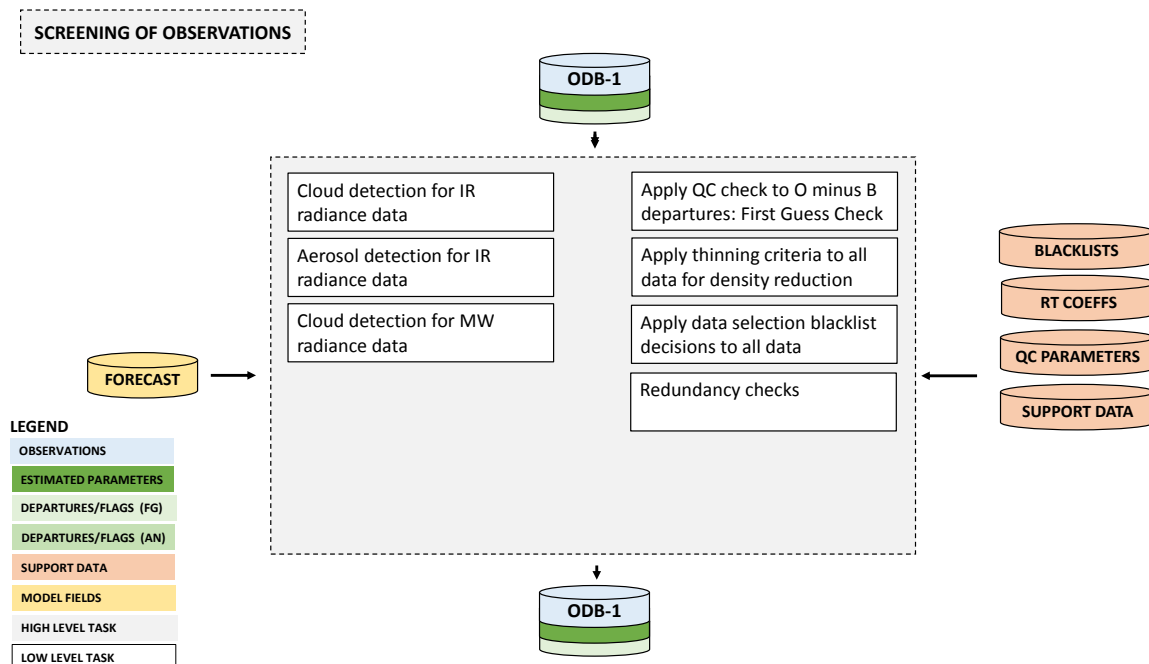 SCREENING OF OBSERVATIONS
ODB-1
Cloud detection for IR
radiance data
Aerosol detection for IR
radiance data
Cloud detection for MW
radiance data
Apply QC check to O minus B
departures: First Guess Check
Apply thinning criteria to all
data for density reduction
Apply data selection blacklist
decisions to all data
Redundancy checks
BLACKLISTS
RT COEFFS
QC PARAMETERS
SUPPORT DATA
FORECAST
LEGEND
OBSERVATIONS
ESTIMATED PARAMETERS
DEPARTURES/FLAGS (FG)
DEPARTURES/FLAGS (AN)
SUPPORT DATA
MODEL FIELDS
HIGH LEVEL TASK
LOW LEVEL TASK
ODB-1